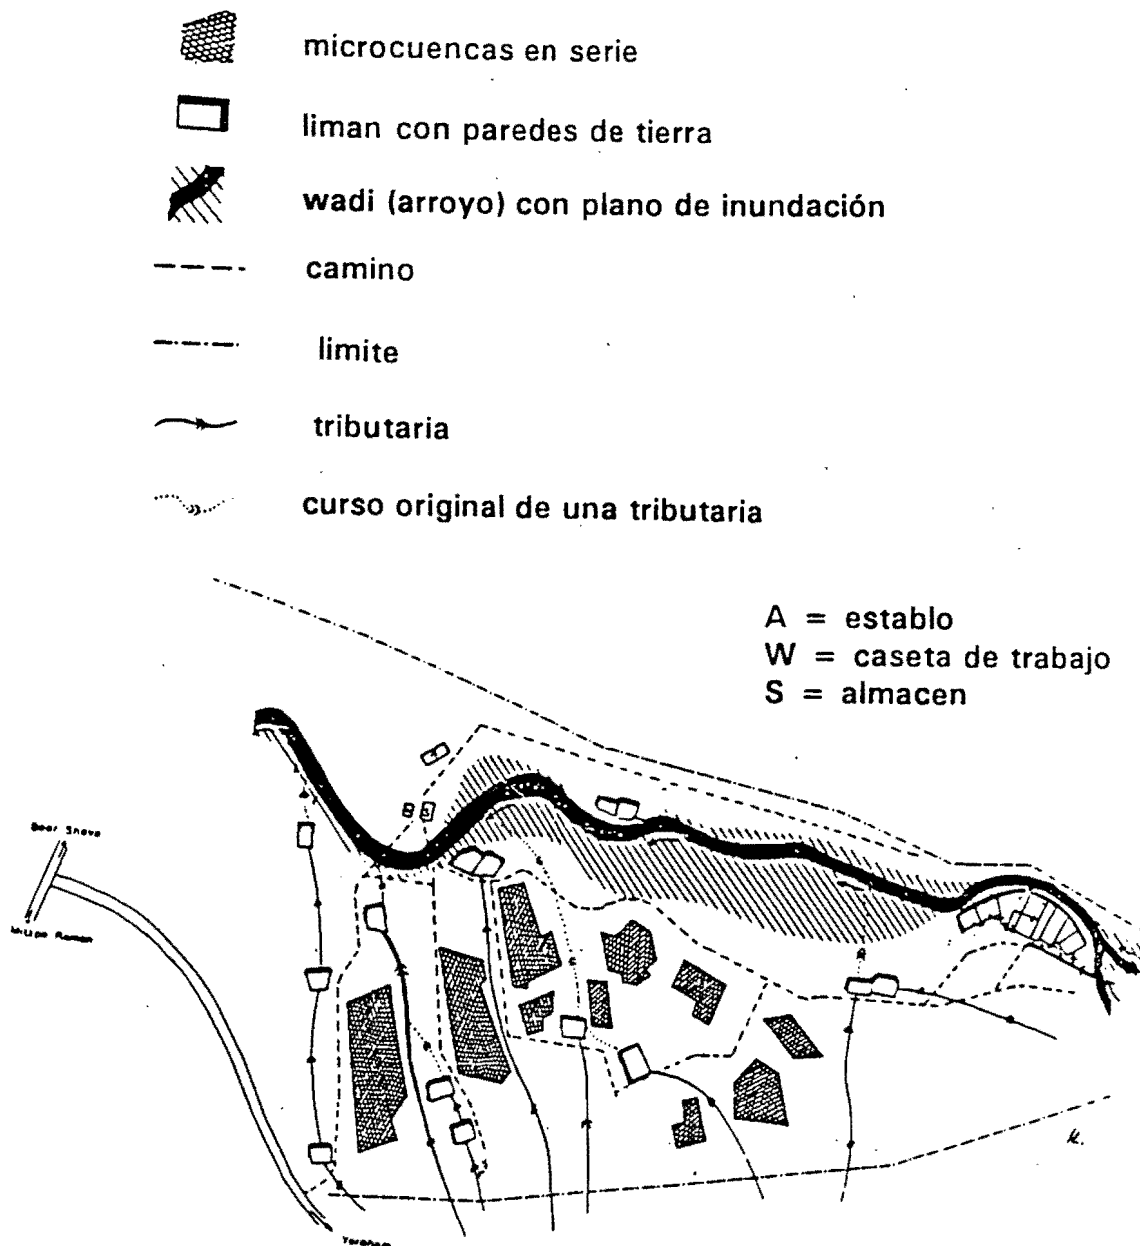 microcuencas en serie
liman con paredes de tierra
wadi (arroyo) con plano de inundación
camino
limite
tributaria
curso original de una tributaria
A = establo
W = caseta de trabajo
S = almacen
Beer Sheva
Ramon